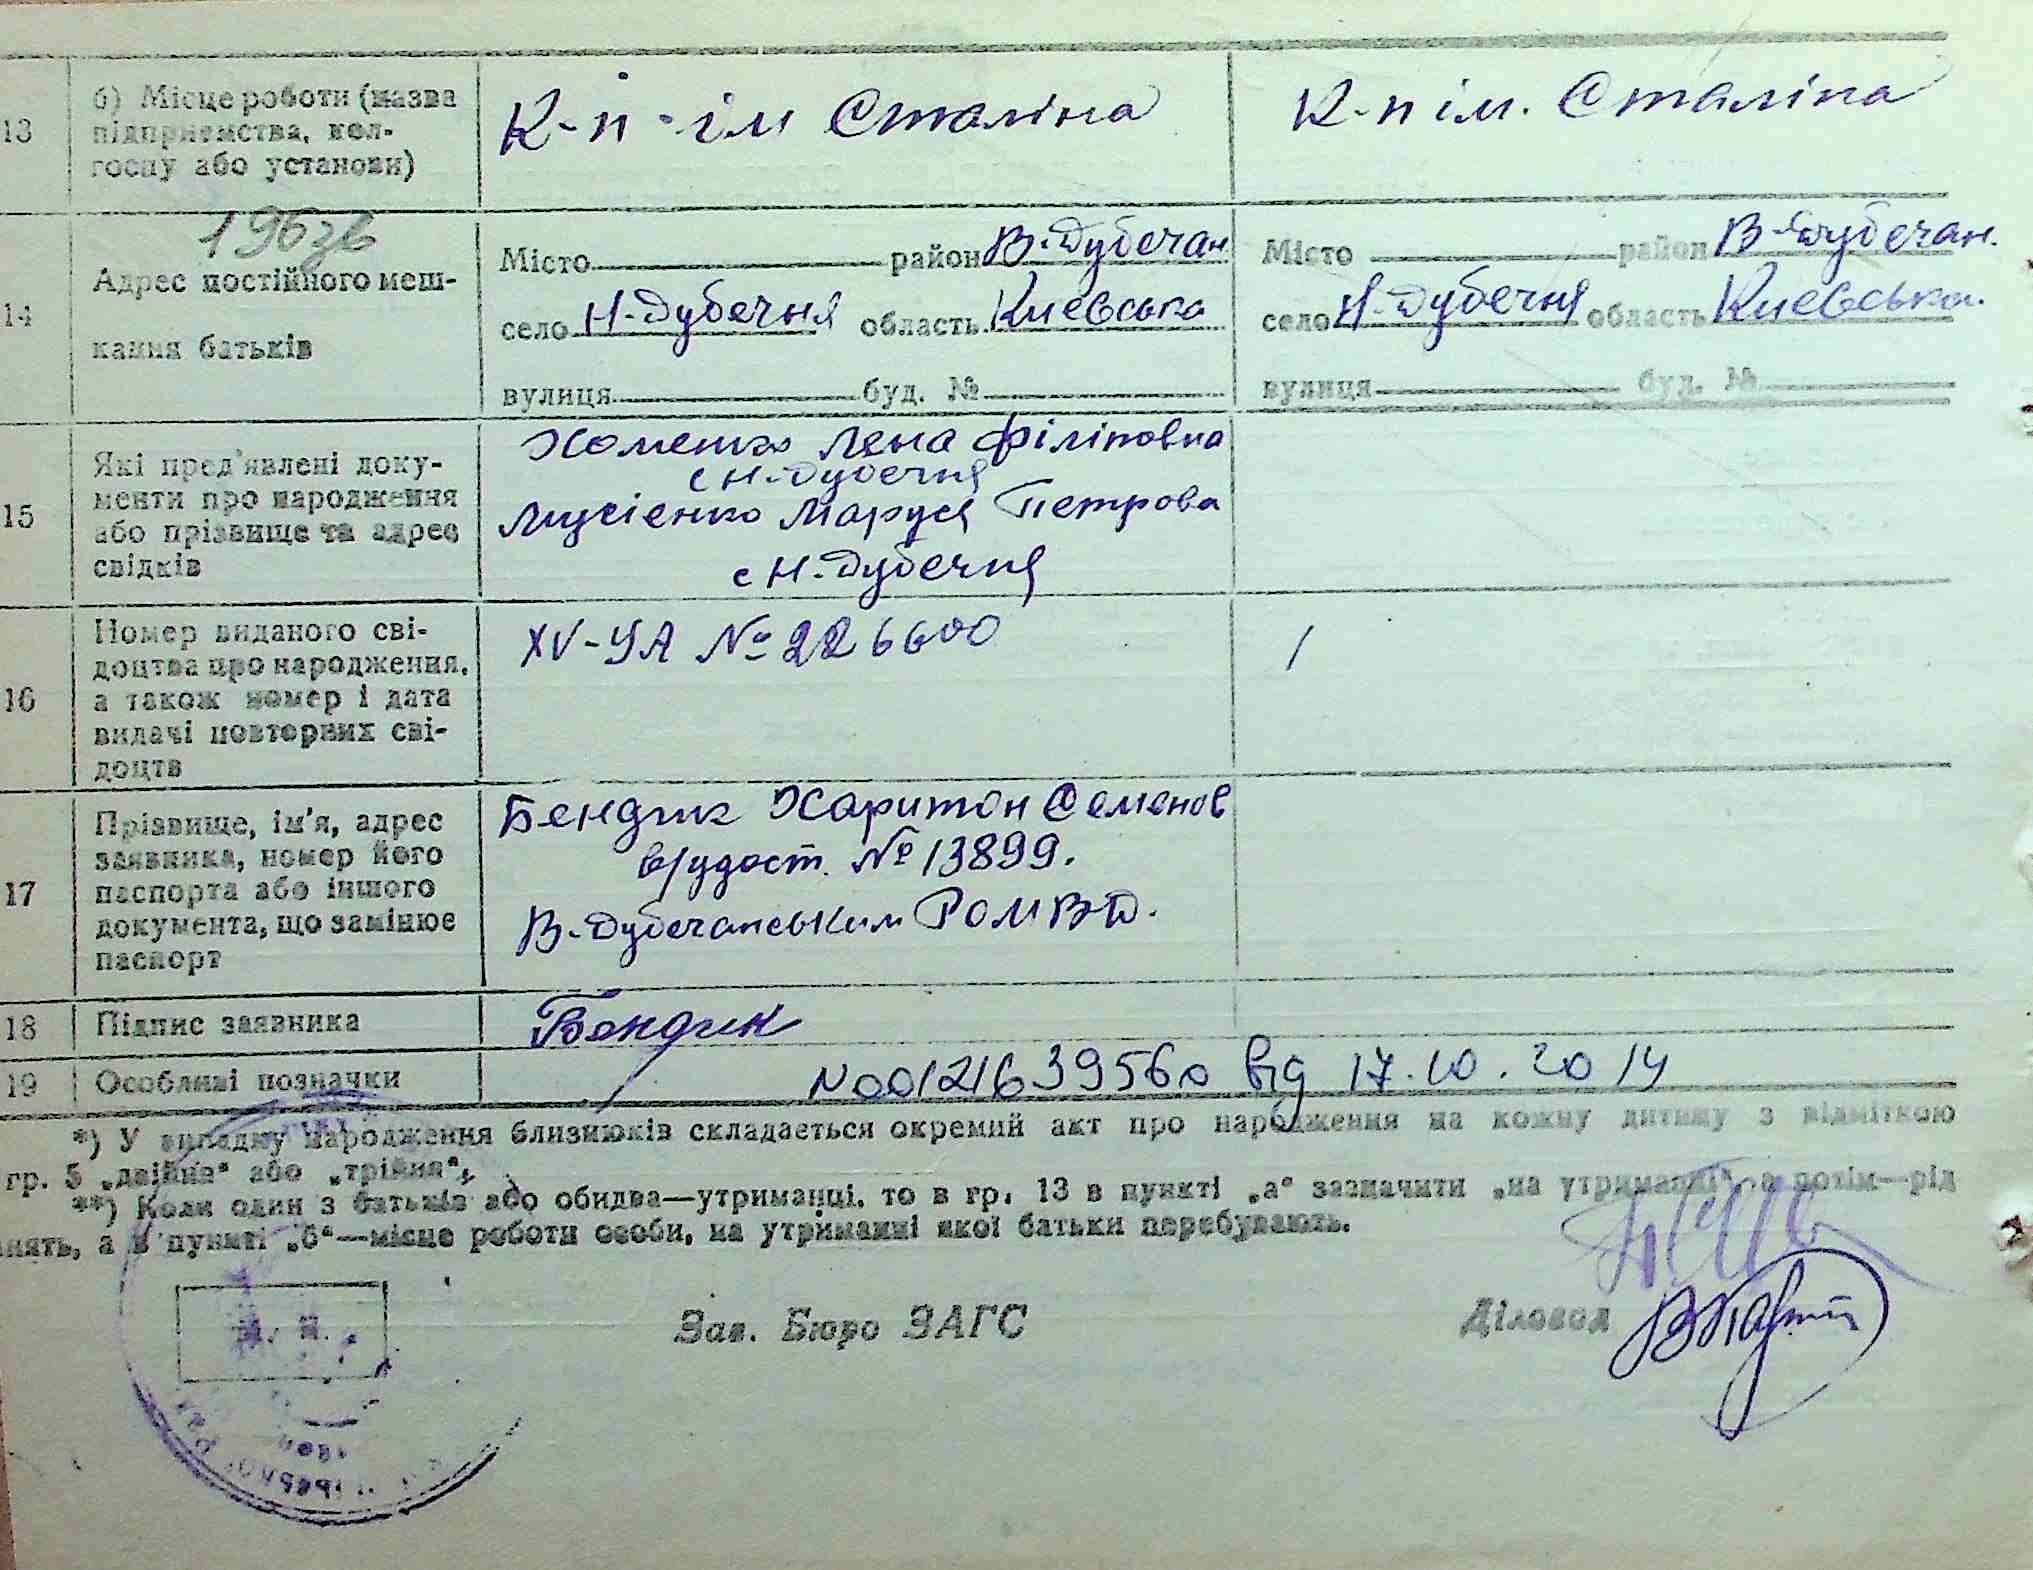 13
б) Місце роботи (назва
підприємства, кол-
госпу або установи)
К-п ім Сталіна
К-п ім. Сталіна
14
Адрес постійного меш-
кання батьків
Місто район В-Дубечан
село Н-Дубечня область Києвська
вулиця буд. №
Місто район В-Дубечан.
село Н-Дубечня область Києвська.
вулиця буд. №
15
Які пред'явлені доку-
менти про народження
або прізвище та адрес
свідків
Хоменко Лена Філіповна
с Н-Дубечня
Мусіенко Маруся Петрова
с Н-Дубечня
16
Номер виданого сві-
доцтва про народження,
а також номер і дата
видачі повторних сві-
доцтв
XV-УА № 226600
17
Прізвище, ім'я, адрес
заявника, номер його
паспорта або іншого
документа, що замінює
паспорт
Бендик Харитон Семенов
в/удост. № 13899.
В-Дубечанським РОМВД.
18
Підпис заявника
Бендик
19
Особливі позначки
N00121639560 від 17.10.2014
*) У випадку народження близнюків складається окремий акт про народження на кожну дитину з відміткою
гр. 5 „двійня“ або „трійня“,
**) Коли один з батьків або обидва—утриманці, то в гр. 13 в пункті „а“ зазначити „на утриманні“ а потім—рід
нять, а в пункті „б“—місце роботи особи, на утриманні якої батьки перебувають.
Зав. Бюро ЗАГС
Діловод